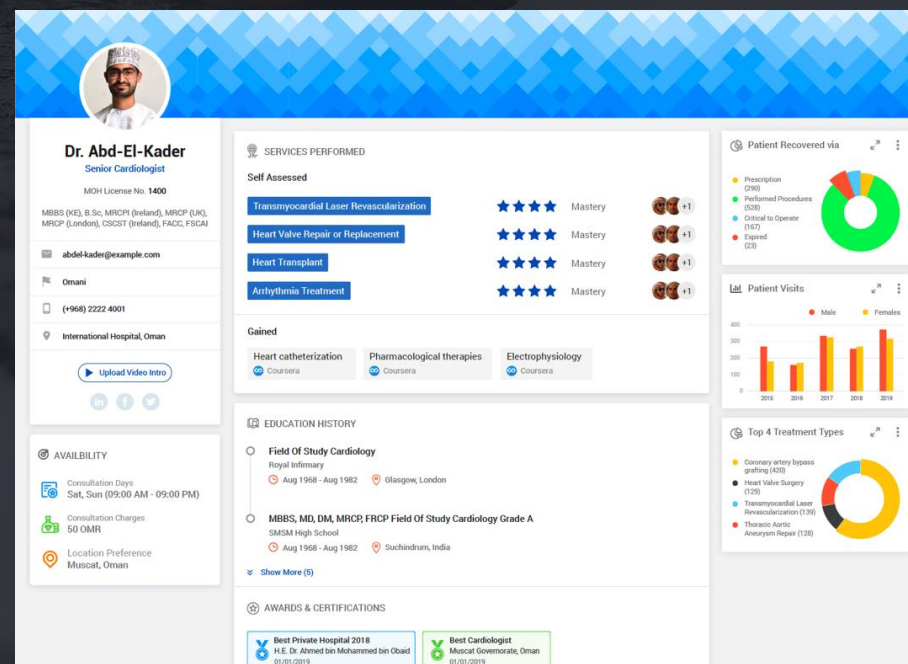 Dr. Abd-El-Kader
Senior Cardiologist
MOH License No. 1400
MBBS (KE), B.Sc, MRCPI (Ireland), MRCP (UK),
MRCP (London), CSCST (Ireland), FACC, FSCAI
abdel-kader@example.com
Omani
(+968) 2222 4001
International Hospital, Oman
Upload Video Intro
in
f
AVAILBILITY
Consultation Days
Sat, Sun (09:00 AM - 09:00 PM)
Consultation Charges
50 OMR
Location Preference
Muscat, Oman
SERVICES PERFORMED
Self Assessed
Transmyocardial Laser Revascularization
Mastery
+1
Heart Valve Repair or Replacement
Mastery
+1
Heart Transplant
Mastery
+1
Arrhythmia Treatment
Mastery
+1
Gained
Heart catheterization
Coursera
Pharmacological therapies
Coursera
Electrophysiology
Coursera
EDUCATION HISTORY
Field Of Study Cardiology
Royal Infirmary
Aug 1968 - Aug 1982
Glasgow, London
MBBS, MD, DM, MRCP, FRCP Field Of Study Cardiology Grade A
SMSM High School
Aug 1968 - Aug 1982
Suchindrum, India
Show More (5)
AWARDS & CERTIFICATIONS
Best Private Hospital 2018
H.E. Dr. Ahmed bin Mohammed bin Obaid
01/01/2019
Best Cardiologist
Muscat Governorate, Oman
01/01/2019
Patient Recovered via
Prescription
(290)
Performed Procedures
(528)
Critical to Operate
(167)
Expired
(23)
Patient Visits
Male
Females
400
300
200
100
0
2015
2016
2017
2018
2019
Top 4 Treatment Types
Coronary artery bypass
grafting (420)
Heart Valve Surgery
(129)
Transmyocardial Laser
Revascularization (139)
Thoracic Aortic
Aneurysm Repair (128)